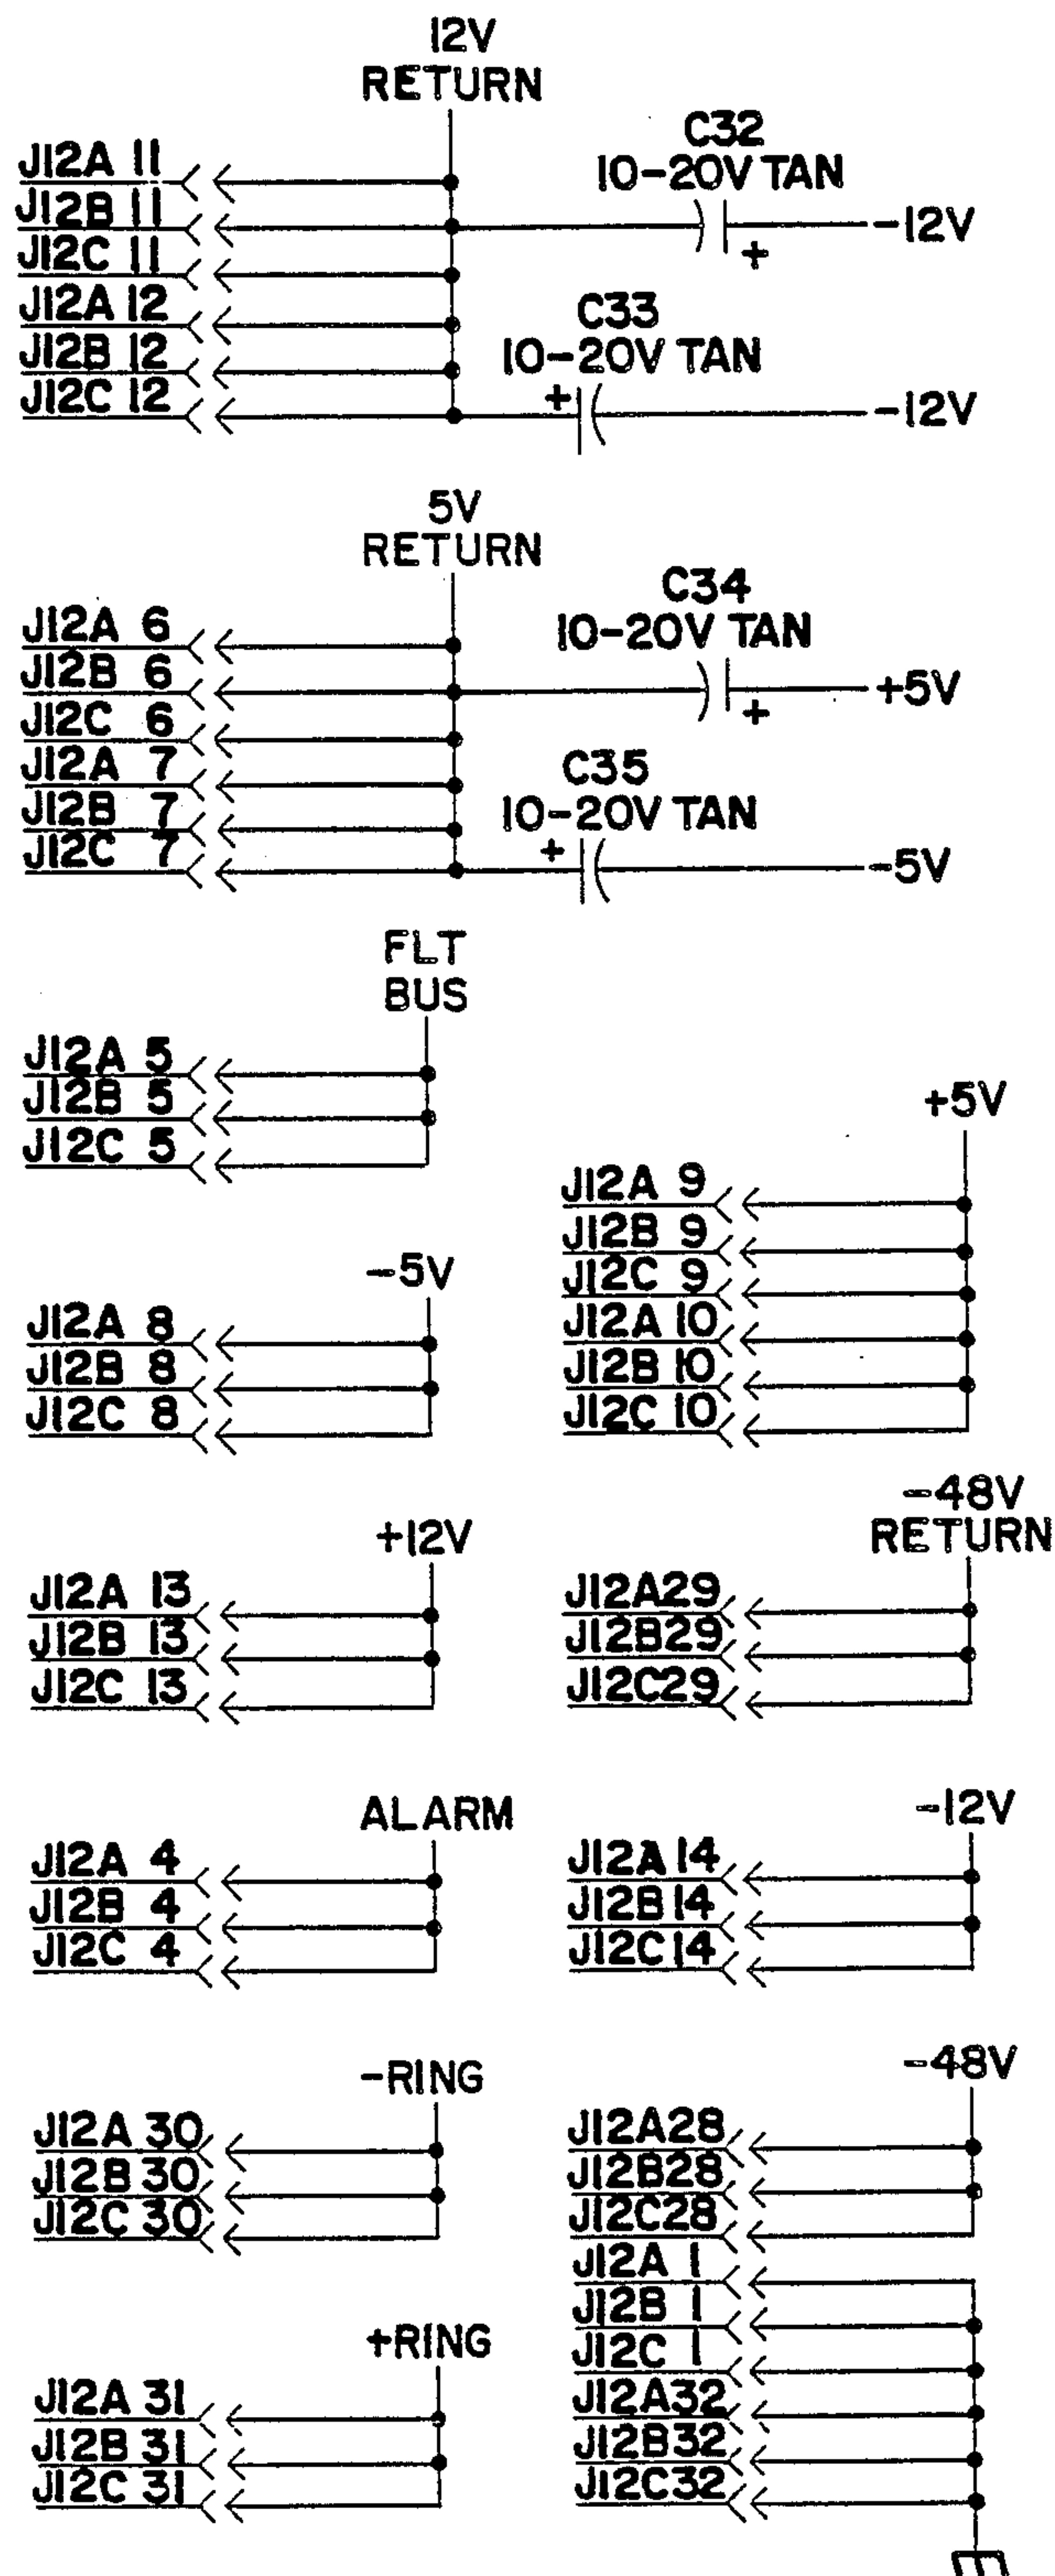 12V
RETURN
J12A 11
J12B 11
J12C 11
J12A 12
J12B 12
J12C 12
C32
10-20V TAN
+
-12V
C33
10-20V TAN
+
-12V
5V
RETURN
J12A 6
J12B 6
J12C 6
J12A 7
J12B 7
J12C 7
C34
10-20V TAN
+
+5V
C35
10-20V TAN
+
-5V
FLT
BUS
J12A 5
J12B 5
J12C 5
+5V
J12A 9
J12B 9
J12C 9
J12A 10
J12B 10
J12C 10
-5V
J12A 8
J12B 8
J12C 8
-48V
RETURN
J12A29
J12B29
J12C29
+12V
J12A 13
J12B 13
J12C 13
ALARM
J12A 4
J12B 4
J12C 4
-12V
J12A 14
J12B 14
J12C 14
-RING
J12A 30
J12B 30
J12C 30
-48V
J12A28
J12B28
J12C28
J12A 1
J12B 1
J12C 1
J12A32
J12B32
J12C32
+RING
J12A 31
J12B 31
J12C 31